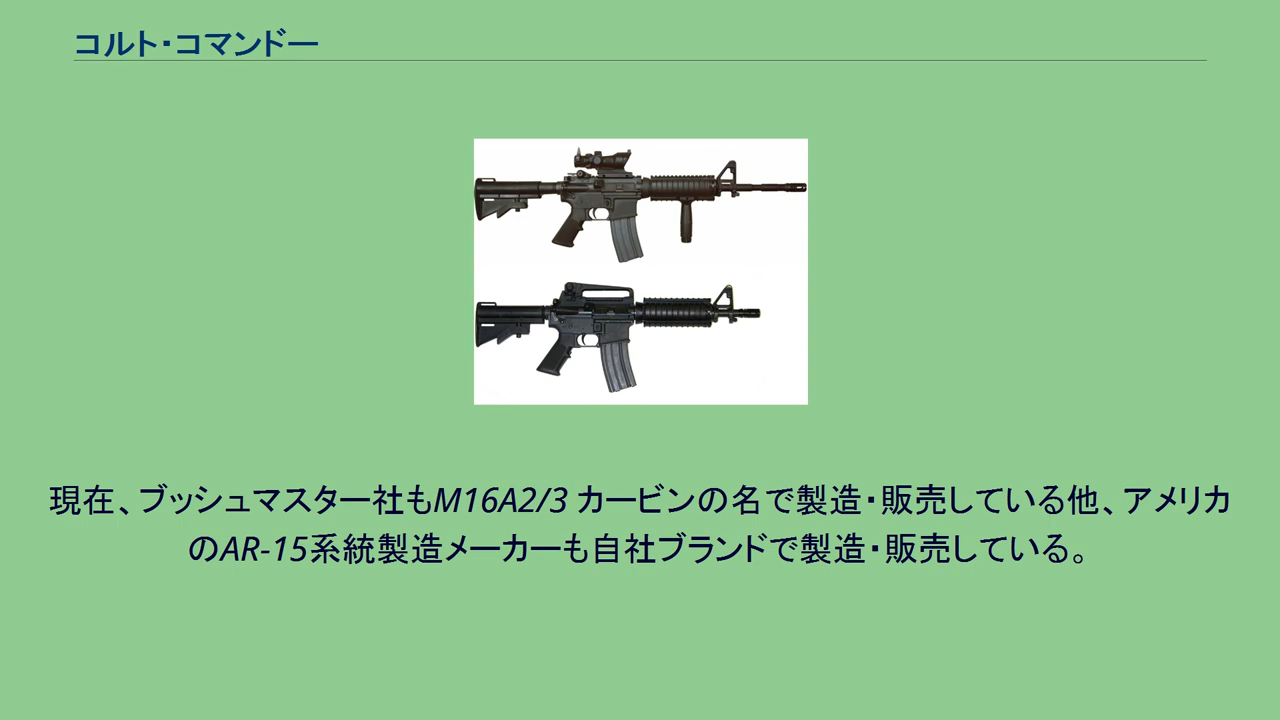 コルト・コマンドー
現在、ブッシュマスター社もM16A2/3 カービンの名で製造・販売している他、アメリカ
のAR-15系統製造メーカーも自社ブランドで製造・販売している。